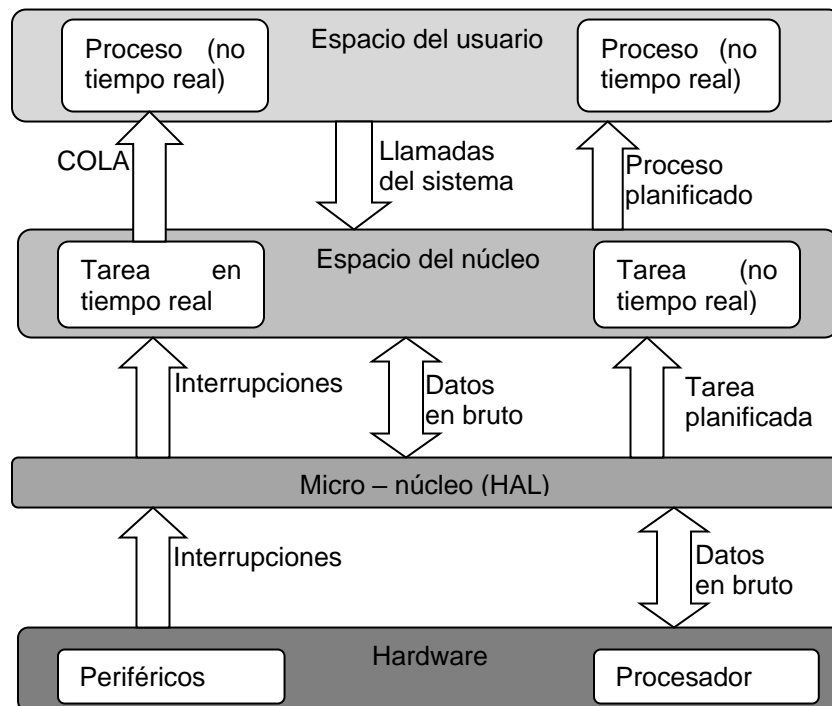 Espacio del usuario
Proceso (no
tiempo real)
Proceso (no
tiempo real)
COLA
Llamadas
del sistema
Proceso
planificado
Espacio del núcleo
Tarea en
tiempo real
Tarea (no
tiempo real)
Interrupciones
Datos
en bruto
Tarea
planificada
Micro – núcleo (HAL)
Interrupciones
Datos
en bruto
Hardware
Periféricos
Procesador